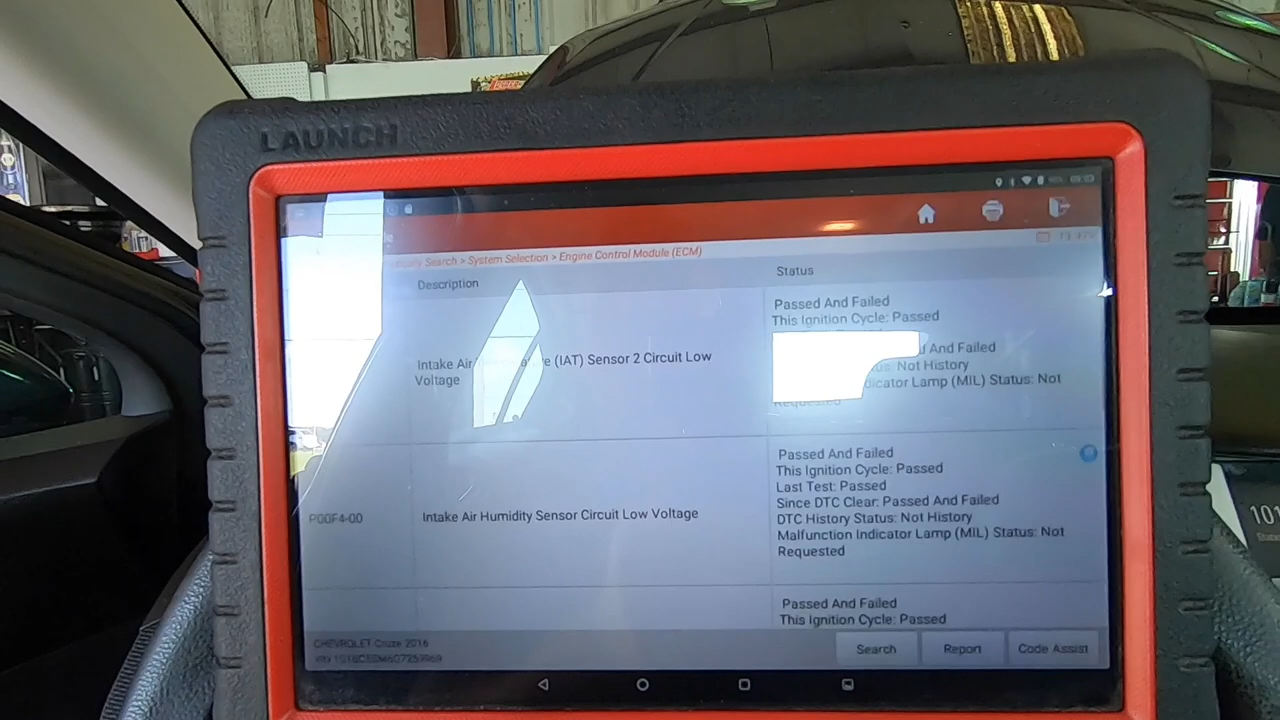 LAUNCH
Search > System Selection > Engine Control Module (ECM)
Description
Status
Passed And Failed
This Ignition Cycle: Passed
Intake Air (IAT) Sensor 2 Circuit Low
Voltage
And Failed
Not History
Lamp (MIL) Status: Not
Requested
P00F4-00
Intake Air Humidity Sensor Circuit Low Voltage
Passed And Failed
This Ignition Cycle: Passed
Last Test: Passed
Since DTC Clear: Passed And Failed
DTC History Status: Not History
Malfunction Indicator Lamp (MIL) Status: Not
Requested
Passed And Failed
This Ignition Cycle: Passed
CHEVROLET Cruze 2016
Search
Report
Code Assist
101